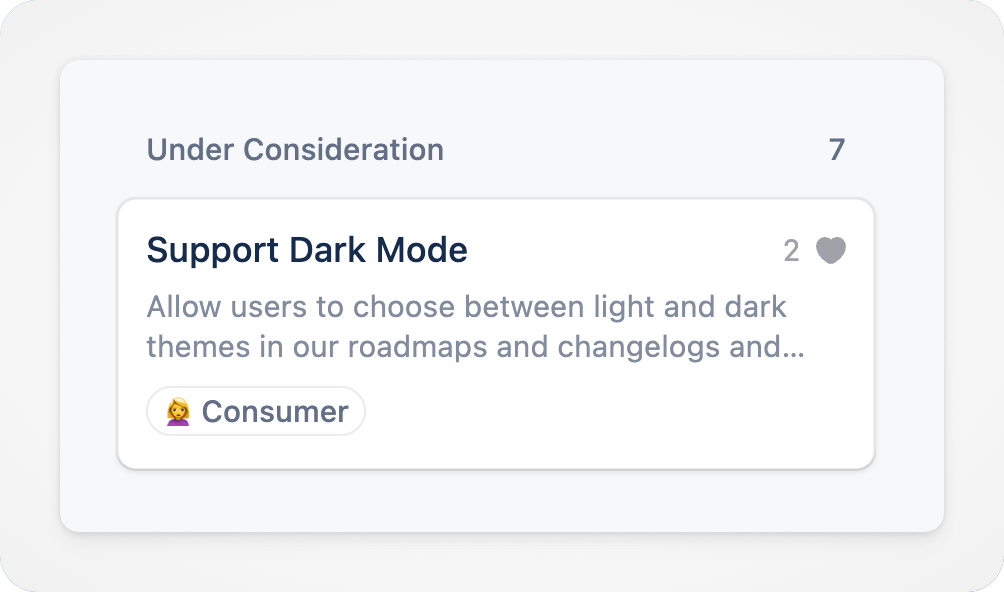 Under Consideration 7
Support Dark Mode 2
Allow users to choose between light and dark
themes in our roadmaps and changelogs and...
Consumer